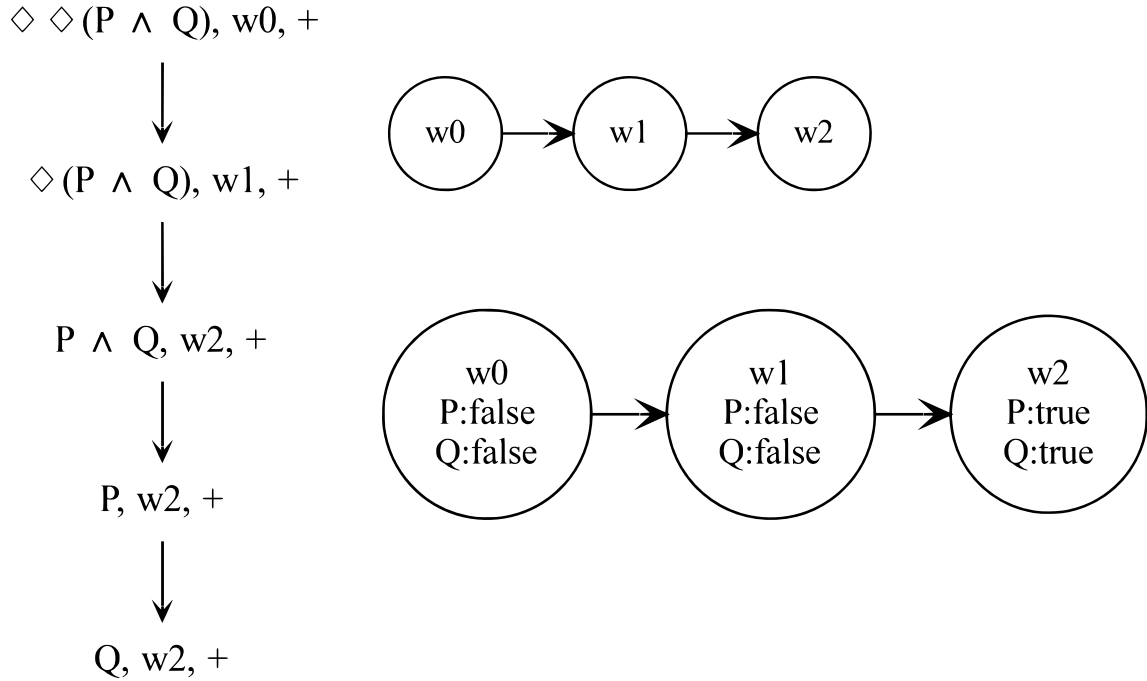 ◇ ◇ (P ∧ Q), w0, +
◇ (P ∧ Q), w1, +
P ∧ Q, w2, +
P, w2, +
Q, w2, +
w0
w1
w2
w0
P:false
Q:false
w1
P:false
Q:false
w2
P:true
Q:true